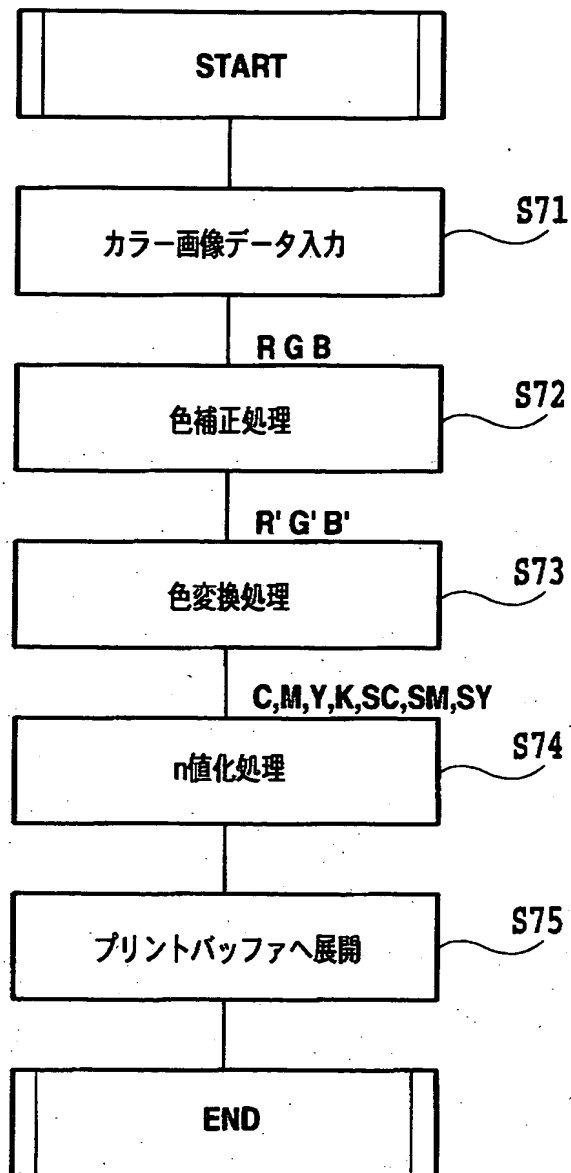 START
カラー画像データ入力
S71
R G B
色補正処理
S72
R' G' B'
色変換処理
S73
C,M,Y,K,SC,SM,SY
n値化処理
S74
プリントバッファへ展開
S75
END